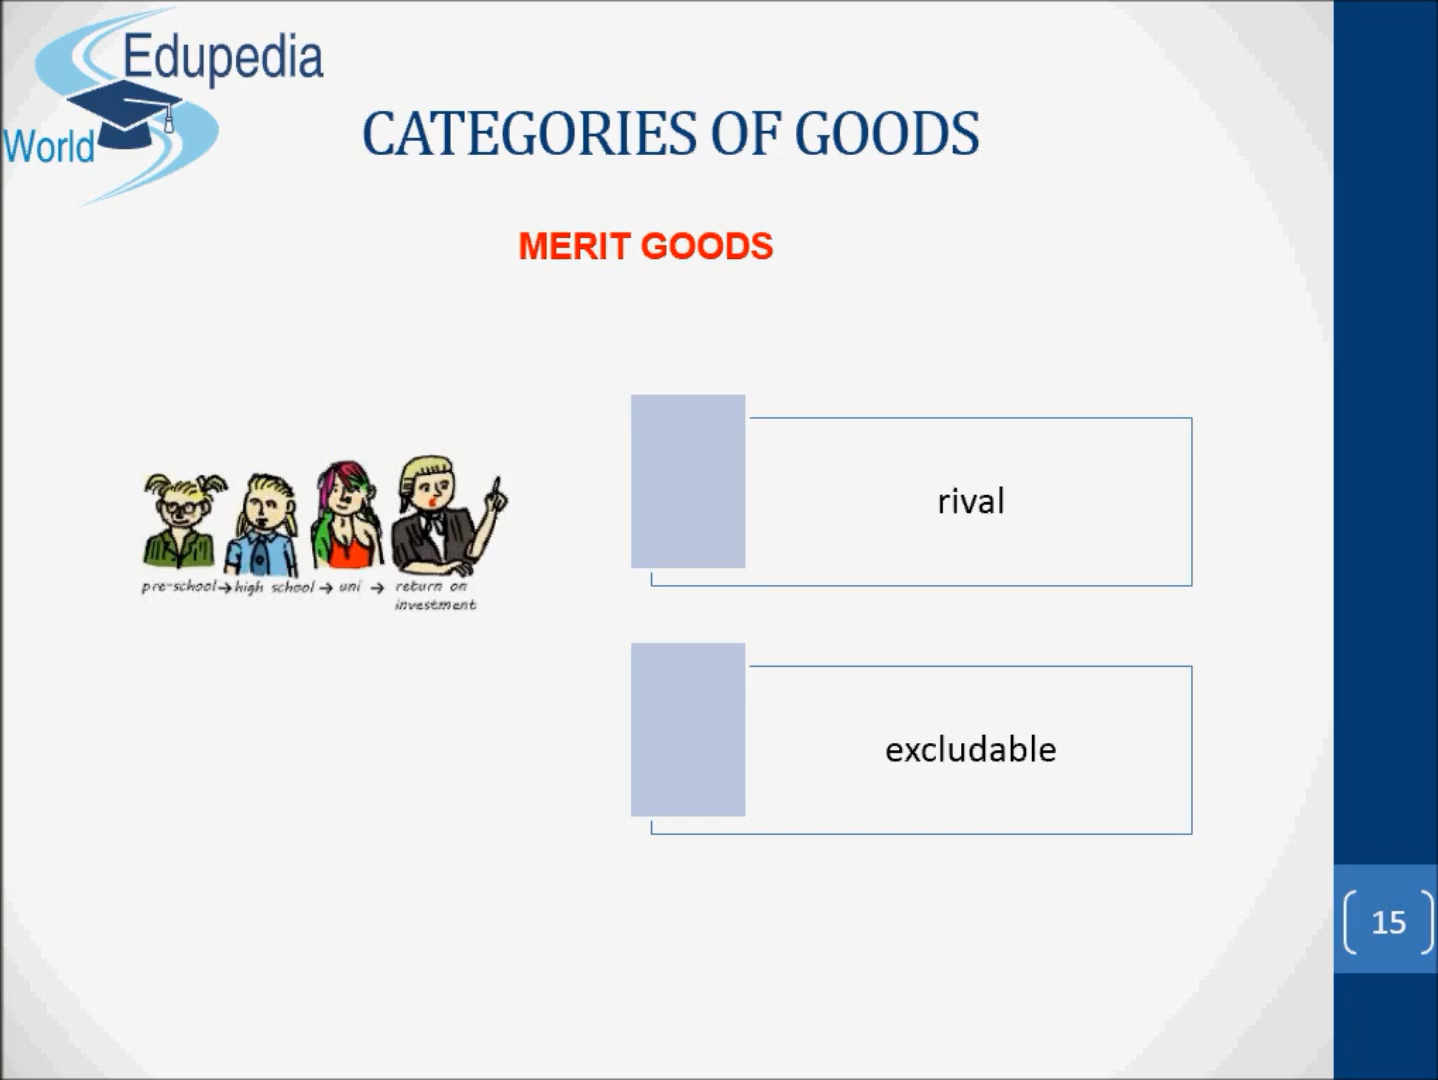 Edupedia
World
CATEGORIES OF GOODS
MERIT GOODS
rival
pre-school → high school → uni → return on
investment
excludable
15